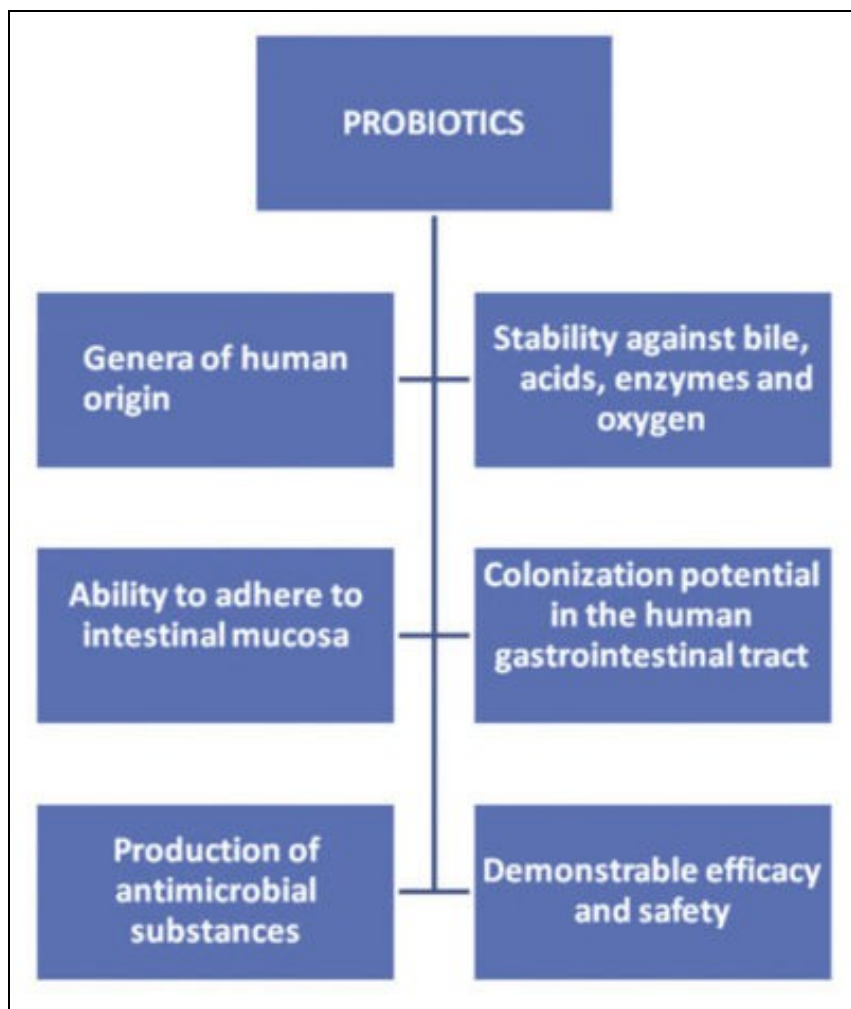 PROBIOTICS
Genera of human
origin
Stability against bile,
acids, enzymes and
oxygen
Ability to adhere to
intestinal mucosa
Colonization potential
in the human
gastrointestinal tract
Production of
antimicrobial
substances
Demonstrable efficacy
and safety